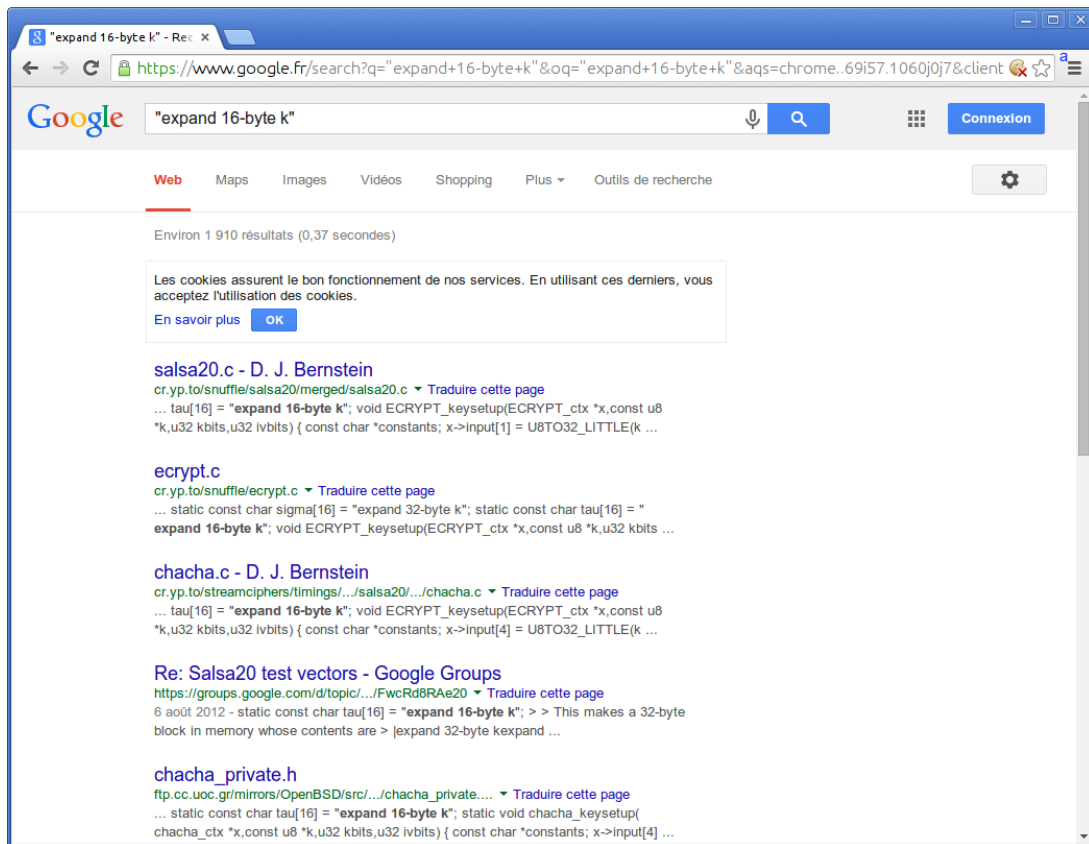 "expand 16-byte k" - Rec
https://www.google.fr/search?q="expand+16-byte+k"&oq="expand+16-byte+k"&aqs=chrome..69i57.1060j0j7&client
a
Google
"expand 16-byte k"
Connexion
Web Maps Images Vidéos Shopping Plus Outils de recherche
Environ 1 910 résultats (0,37 secondes)
Les cookies assurent le bon fonctionnement de nos services. En utilisant ces derniers, vous
acceptez l'utilisation des cookies.
En savoir plus OK
salsa20.c - D. J. Bernstein
cr.yp.to/snuffle/salsa20/merged/salsa20.c Traduire cette page
... tau[16] = "expand 16-byte k"; void ECRYPT_keysetup(ECRYPT_ctx *x,const u8
*k,u32 kbits,u32 ivbits) { const char *constants; x->input[1] = U8TO32_LITTLE(k ...
ecrypt.c
cr.yp.to/snuffle/ecrypt.c Traduire cette page
... static const char sigma[16] = "expand 32-byte k"; static const char tau[16] = "
expand 16-byte k"; void ECRYPT_keysetup(ECRYPT_ctx *x,const u8 *k,u32 kbits ...
chacha.c - D. J. Bernstein
cr.yp.to/streamciphers/timings/.../salsa20/.../chacha.c Traduire cette page
... tau[16] = "expand 16-byte k"; void ECRYPT_keysetup(ECRYPT_ctx *x,const u8
*k,u32 kbits,u32 ivbits) { const char *constants; x->input[4] = U8TO32_LITTLE(k ...
Re: Salsa20 test vectors - Google Groups
https://groups.google.com/d/topic/.../FwcRd8RAe20 Traduire cette page
6 août 2012 - static const char tau[16] = "expand 16-byte k"; > > This makes a 32-byte
block in memory whose contents are > |expand 32-byte kexpand ...
chacha_private.h
ftp.cc.uoc.gr/mirrors/OpenBSD/src/.../chacha_private.... Traduire cette page
... static const char tau[16] = "expand 16-byte k"; static void chacha_keysetup(
chacha_ctx *x,const u8 *k,u32 kbits,u32 ivbits) { const char *constants; x->input[4] ...